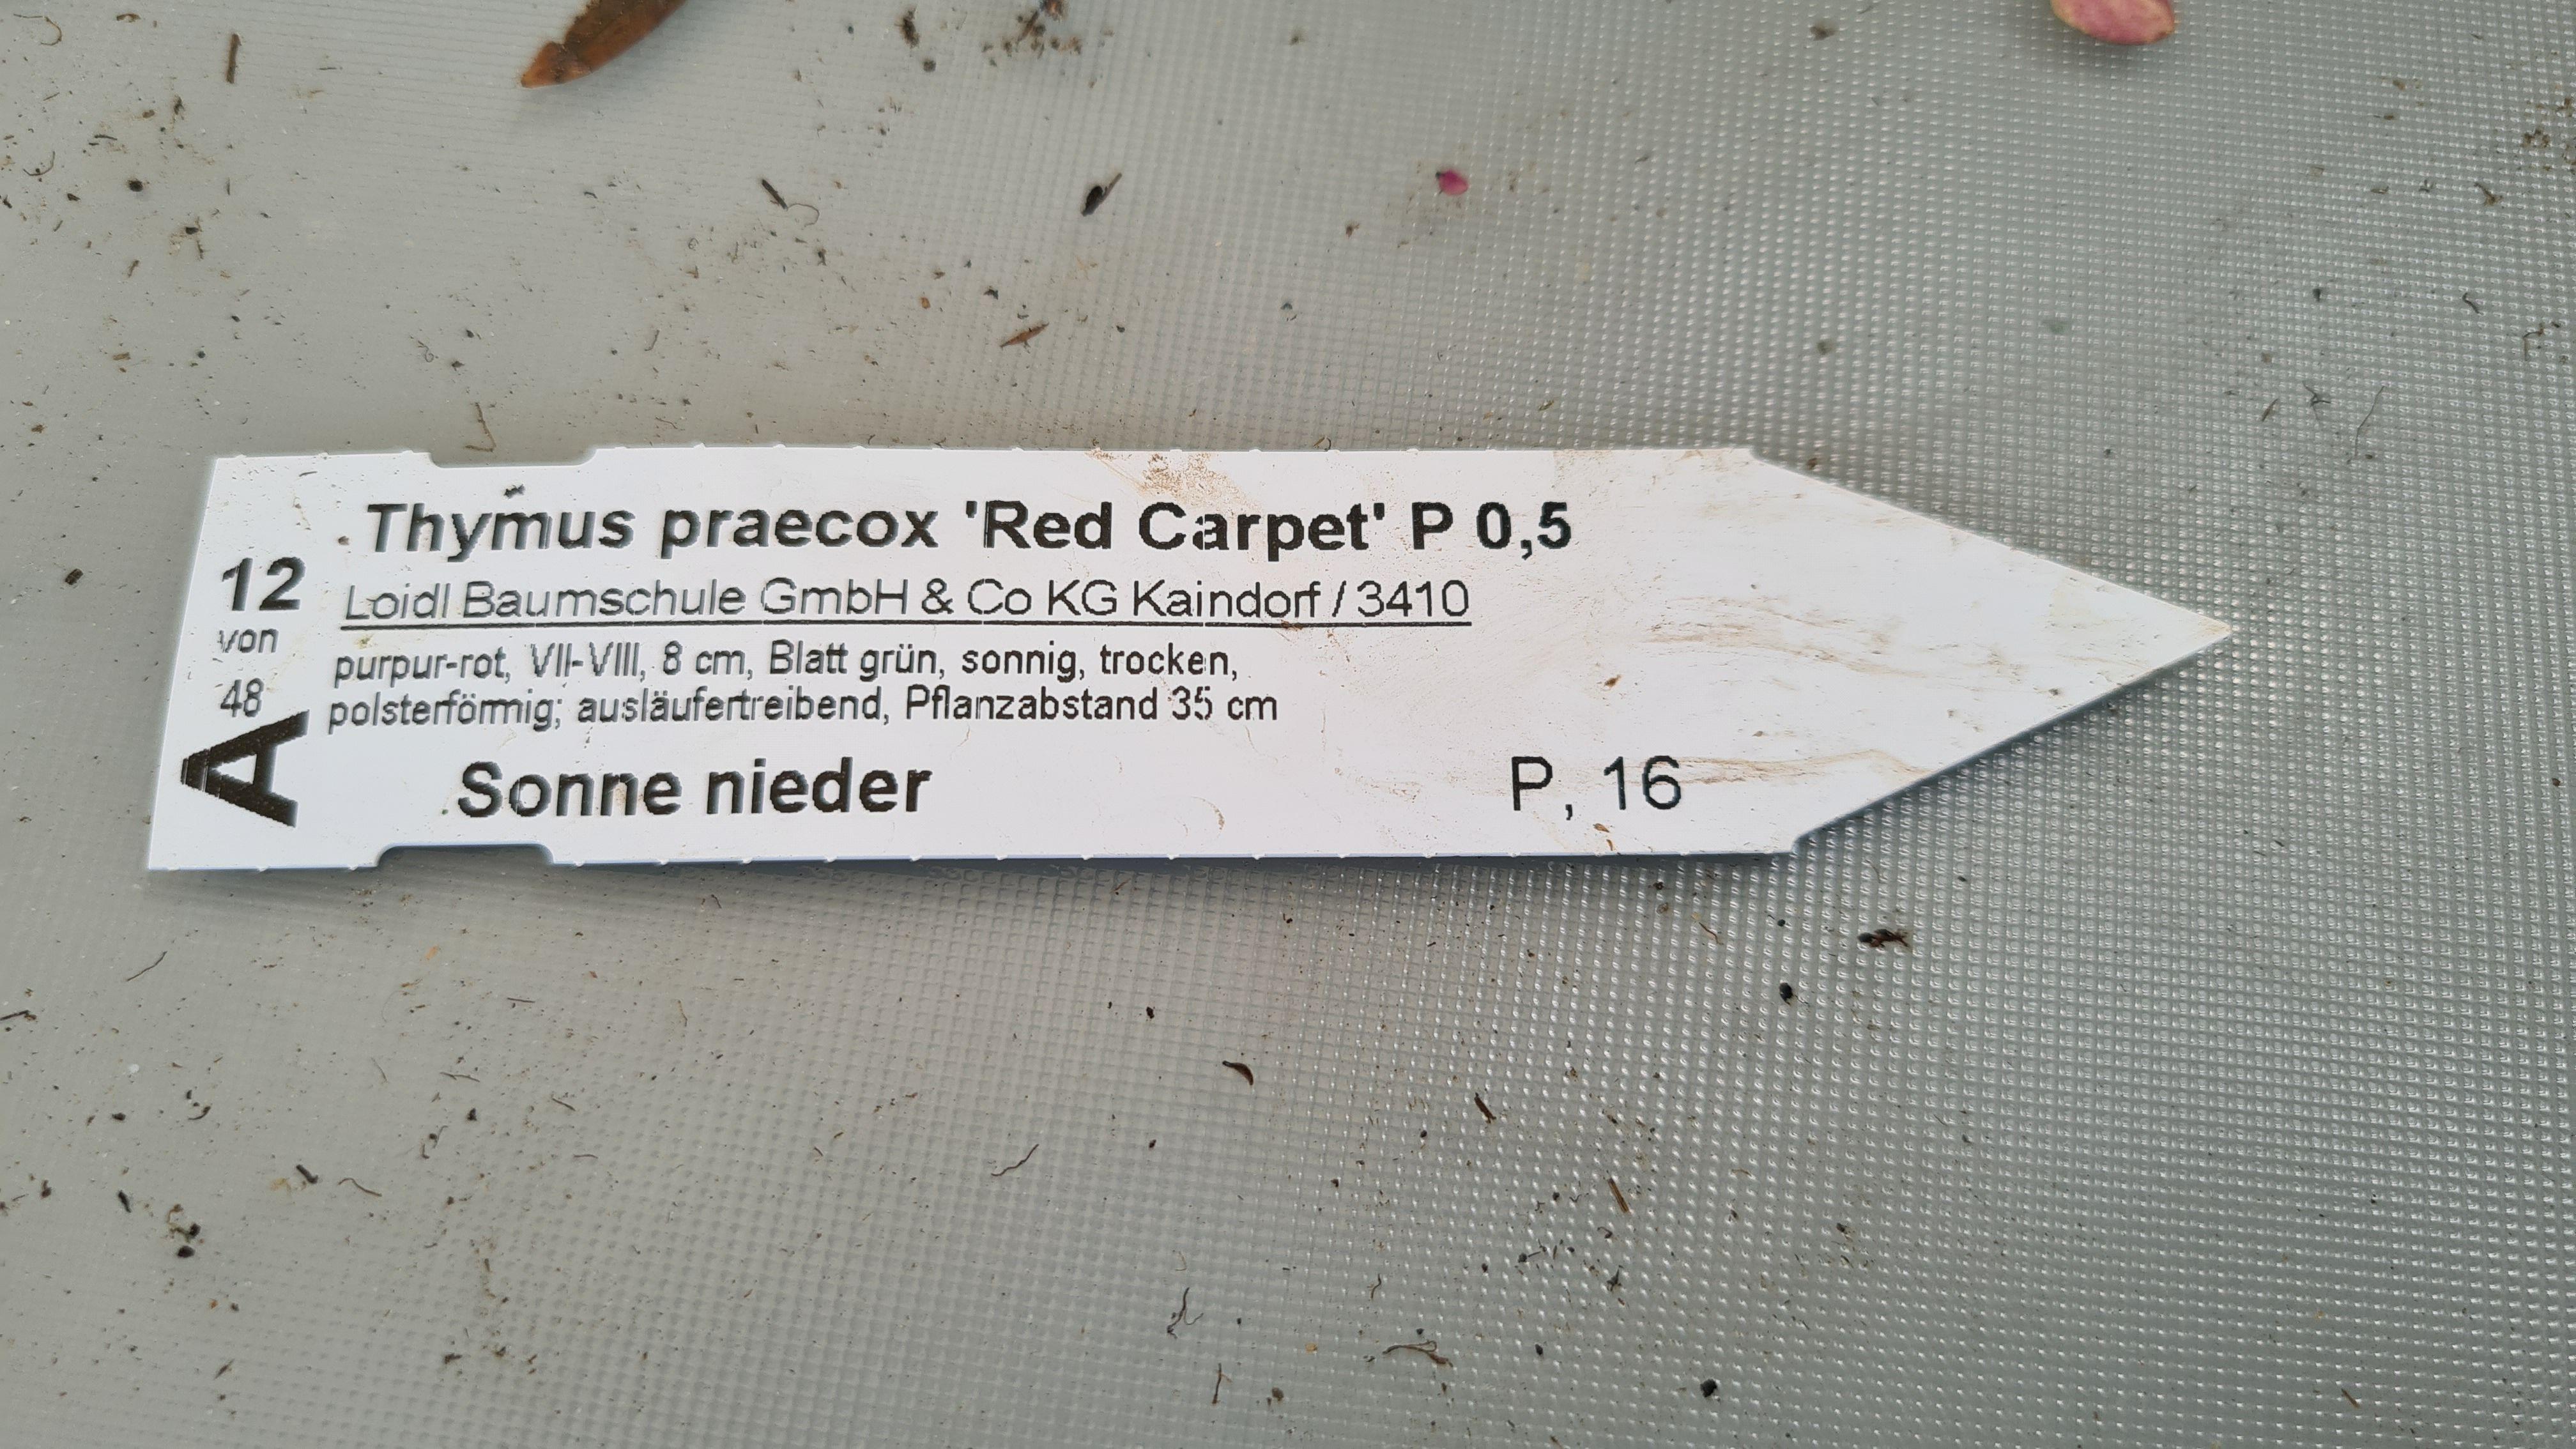 Thymus praecox 'Red Carpet' P 0,5
12
von
48
A
Loidl Baumschule GmbH & Co KG Kaindorf / 3410
purpur-rot, VII-VIII, 8 cm, Blatt grün, sonnig, trocken,
polsterförmig; ausläufertreibend, Pflanzabstand 35 cm
Sonne nieder
P, 16